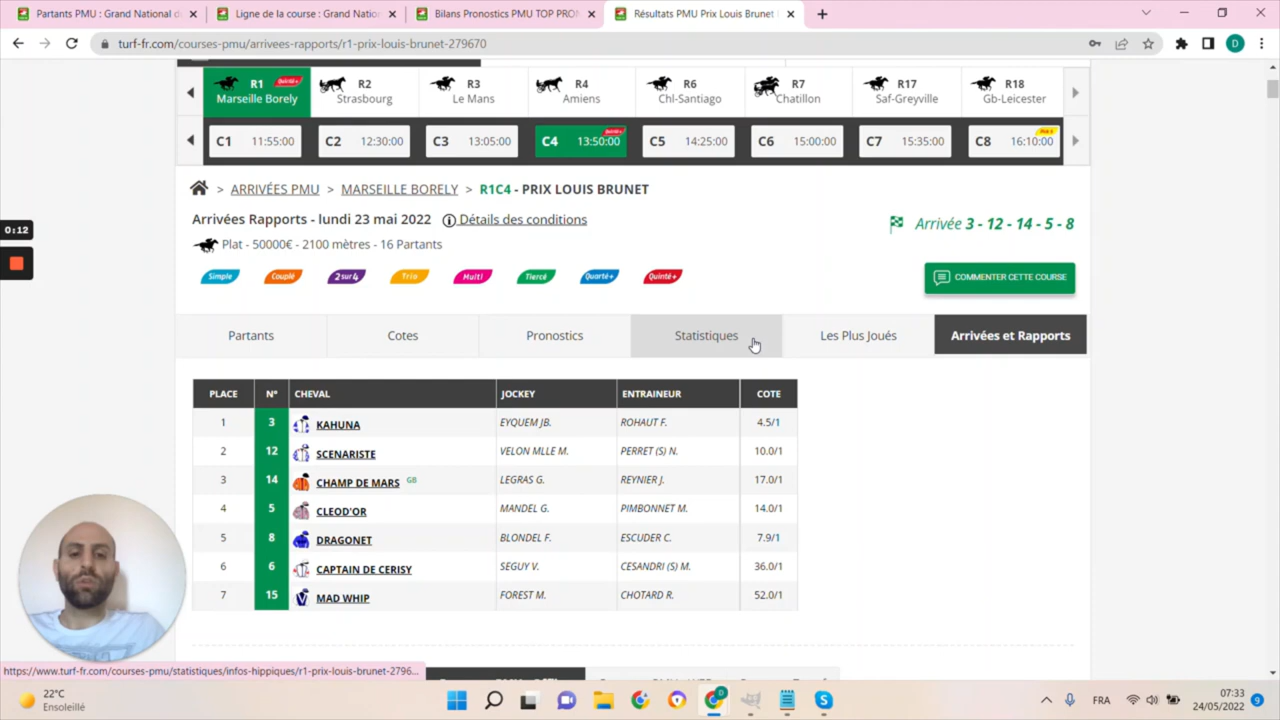 Partants PMU : Grand National d
Ligne de la course : Grand Natio
Bilans Pronostics PMU TOP PRON
Résultats PMU Prix Louis Brunet
turf-fr.com/courses-pmu/arrivees-rapports/r1-prix-louis-brunet-279670
D
R1 Quinté+
Marseille Borely
R2
Strasbourg
R3
Le Mans
R4
Amiens
R6
Chl-Santiago
R7
Chatillon
R17
Saf-Greyville
R18
Gb-Leicester
C1 11:55:00
C2 12:30:00
C3 13:05:00
C4 13:50:00 Quinté+
C5 14:25:00
C6 15:00:00
C7 15:35:00
C8 16:10:00
0:12
> ARRIVÉES PMU > MARSEILLE BORELY > R1C4 - PRIX LOUIS BRUNET
Arrivées Rapports - lundi 23 mai 2022 Détails des conditions
Arrivée 3 - 12 - 14 - 5 - 8
Plat - 50000€ - 2100 mètres - 16 Partants
Simple Couplé 2sur4 Trio Multi Tiercé Quarté+ Quinté+
COMMENTER CETTE COURSE
Partants Cotes Pronostics Statistiques Les Plus Joués Arrivées et Rapports
PLACE N° CHEVAL JOCKEY ENTRAINEUR COTE
1 3 KAHUNA EYQUEM JB. ROHAUT F. 4.5/1
2 12 SCENARISTE VELON MLLE M. PERRET (S) N. 10.0/1
3 14 CHAMP DE MARS GB LEGRAS G. REYNIER J. 17.0/1
4 5 CLEOD'OR MANDEL G. PIMBONNET M. 14.0/1
5 8 DRAGONET BLONDEL F. ESCUDER C. 7.9/1
6 6 CAPTAIN DE CERISY SEGUY V. CESANDRI (S) M. 36.0/1
7 15 MAD WHIP FOREST M. CHOTARD R. 52.0/1
https://www.turf-fr.com/courses-pmu/statistiques/infos-hippiques/r1-prix-louis-brunet-2796...
22°C
Ensoleillé
FRA
07:33
24/05/2022
9